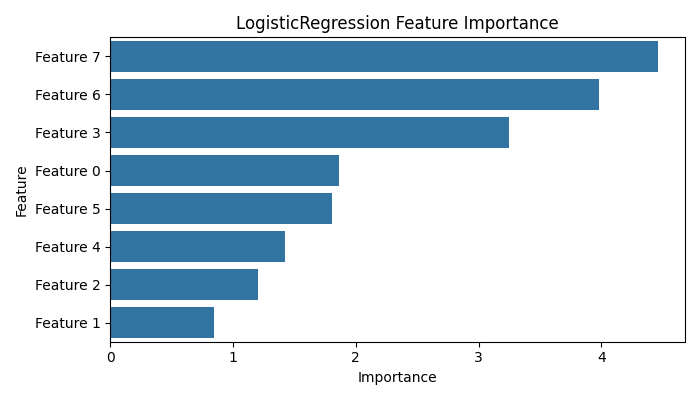 LogisticRegression Feature Importance
Feature 7
Feature 6
Feature 3
Feature 0
Feature 5
Feature 4
Feature 2
Feature 1
Feature
0 1 2 3 4
Importance